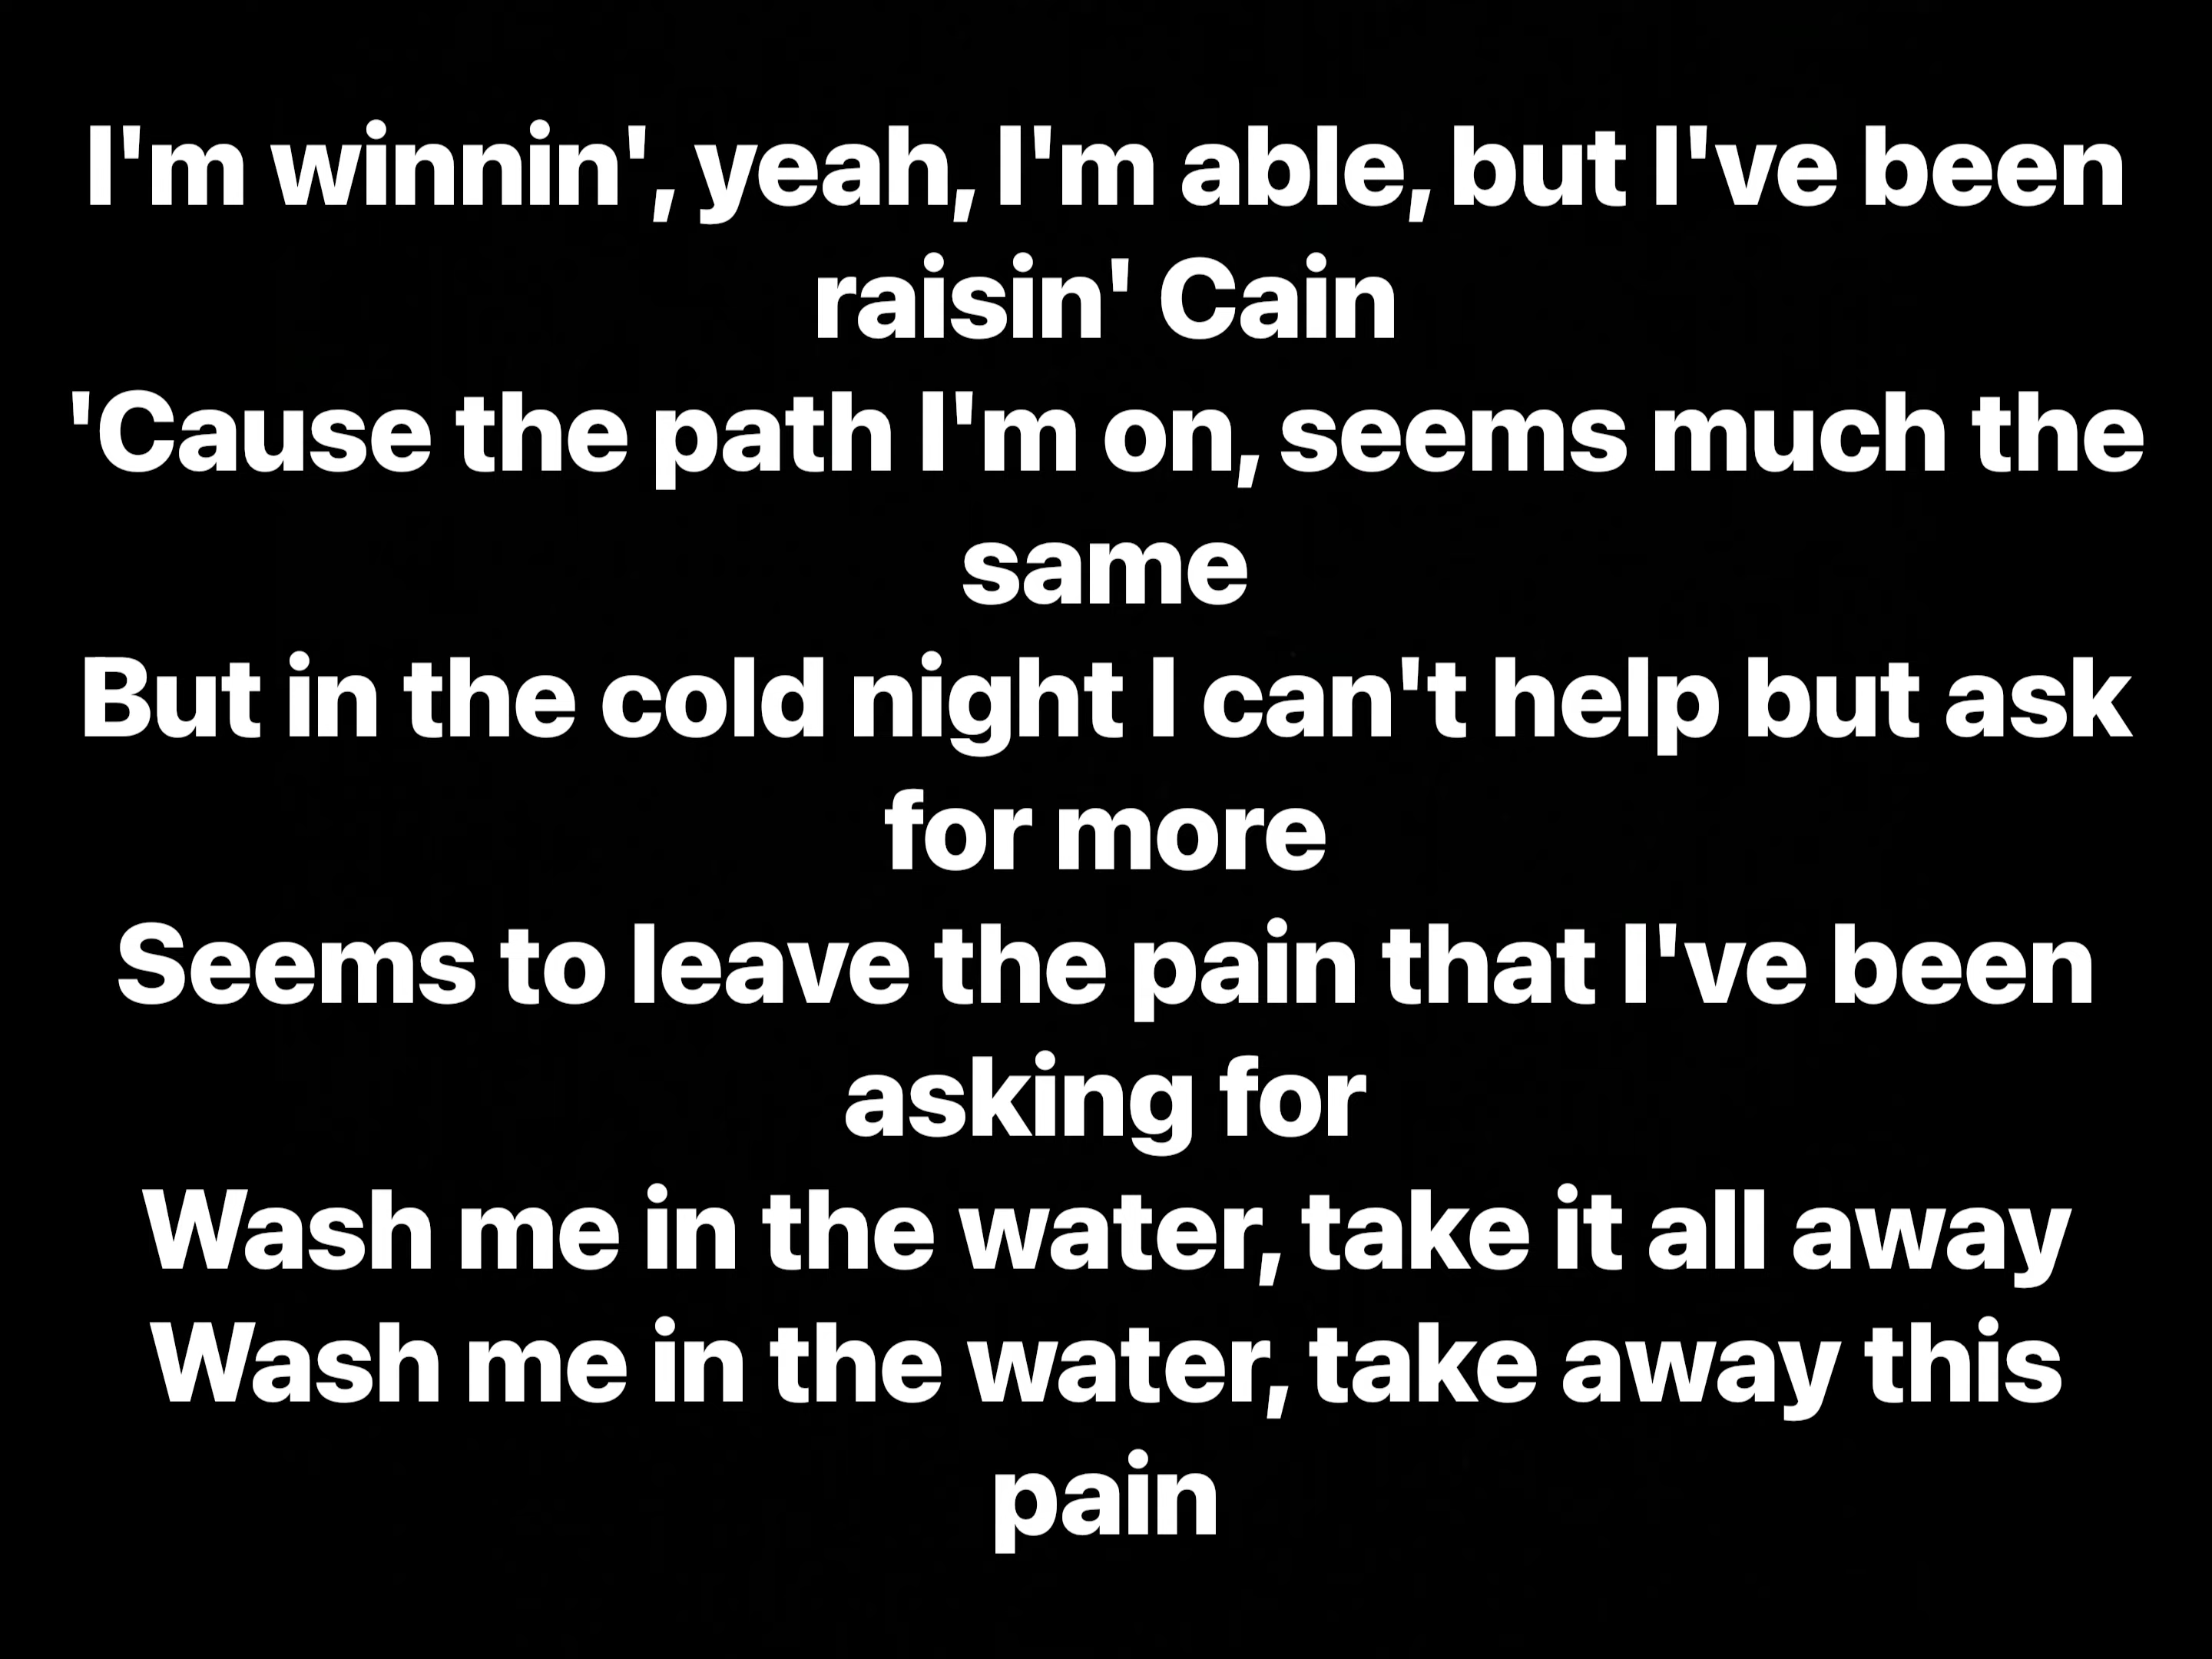 I'm winnin', yeah, I'm able, but I've been
raisin' Cain
'Cause the path I'm on, seems much the
same
But in the cold night I can't help but ask
for more
Seems to leave the pain that I've been
asking for
Wash me in the water, take it all away
Wash me in the water, take away this
pain